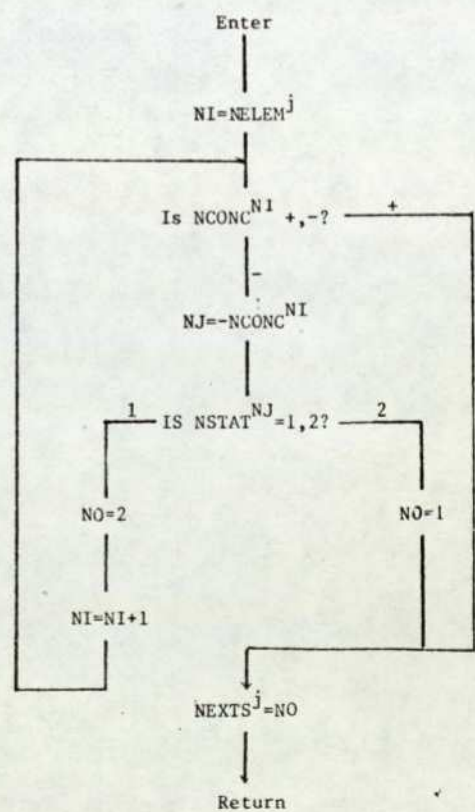 Enter
NI=NELEM^j
Is NCONC^NI +,-? +
-
NJ=-NCONC^NI
1 IS NSTAT^NJ=1,2? 2
NO=2 NO=1
NI=NI+1
NEXTS^j=NO
Return